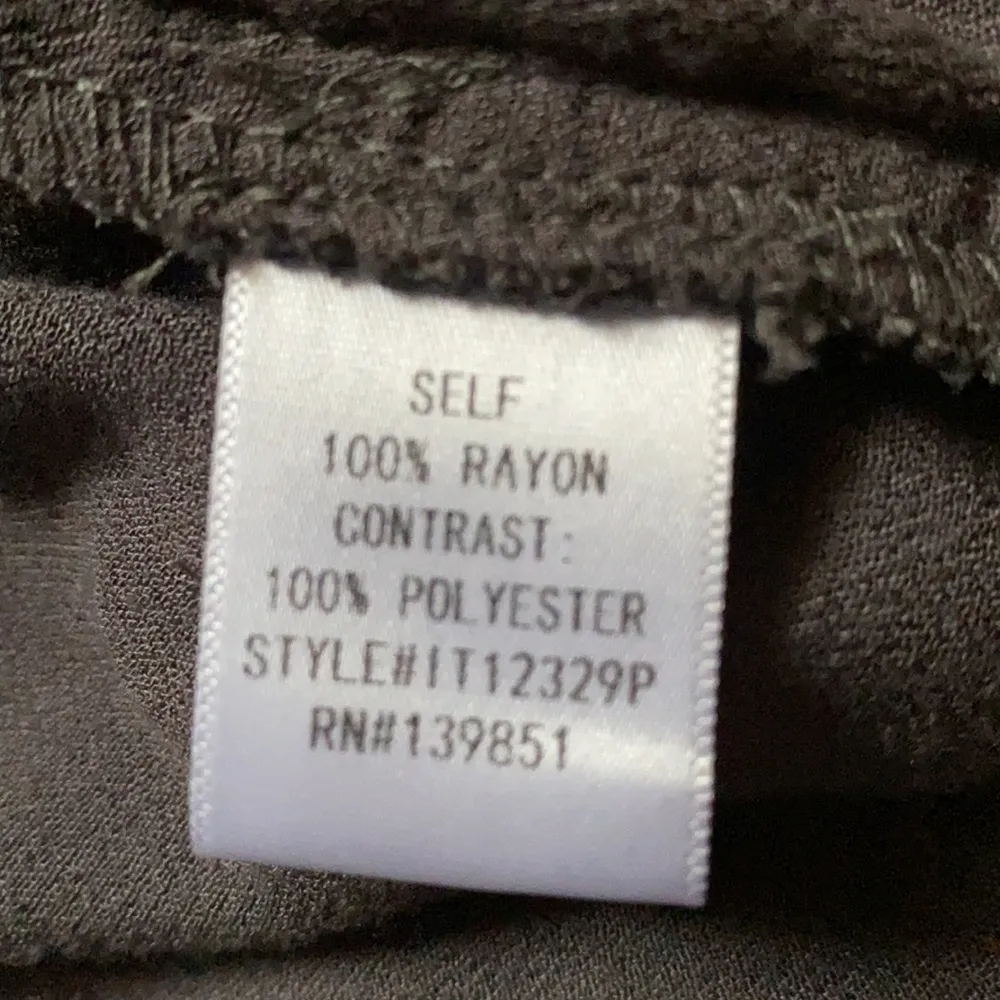 SELF
100% RAYON
CONTRAST:
100% POLYESTER
STYLE#IT12329P
RN#139851